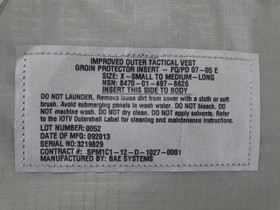 IMPROVED OUTER TACTICAL VEST
GROIN PROTECTOR INSERT - FQ/PD 07-05 E
SIZE: X-SMALL TO MEDIUM-LONG
NSN: 8470-01-497-8626
INSERT THIS SIDE TO BODY
DO NOT LAUNDER. Remove loose dirt from cover with a cloth or soft
brush. Avoid submerging panels in wash water. DO NOT bleach. DO
NOT machine wash. DO NOT dry clean. DO NOT apply solvents. Refer
to the IOTV Outershell Label for cleaning and maintenance instructions.
LOT NUMBER: 0052
DATE OF MFG: 092013
SERIAL NO: 3219829
CONTRACT #: SPM1C1-12-D-1027-0001
MANUFACTURED BY: BAE SYSTEMS